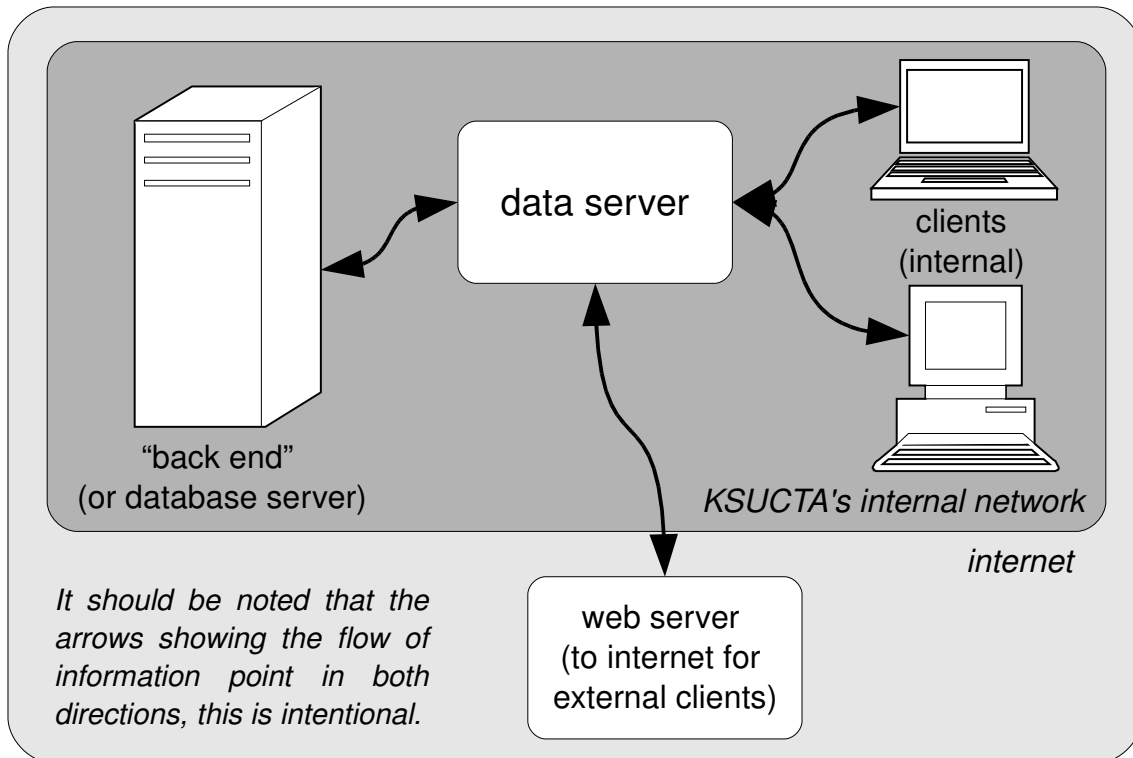 data server
clients
(internal)
“back end”
(or database server)
KSUCTA's internal network
internet
It should be noted that the
arrows showing the flow of
information point in both
directions, this is intentional.
web server
(to internet for
external clients)